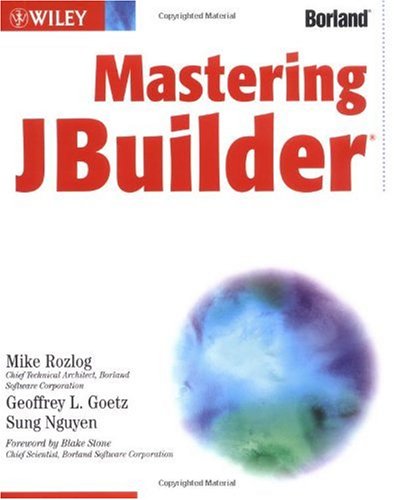 Copyrighted Material
WILEY
Borland®
Mastering
JBuilder®
Mike Rozlog
Chief Technical Architect, Borland
Software Corporation
Geoffrey L. Goetz
Sung Nguyen
Foreword by Blake Stone
Chief Scientist, Borland Software Corporation
Copyrighted Material